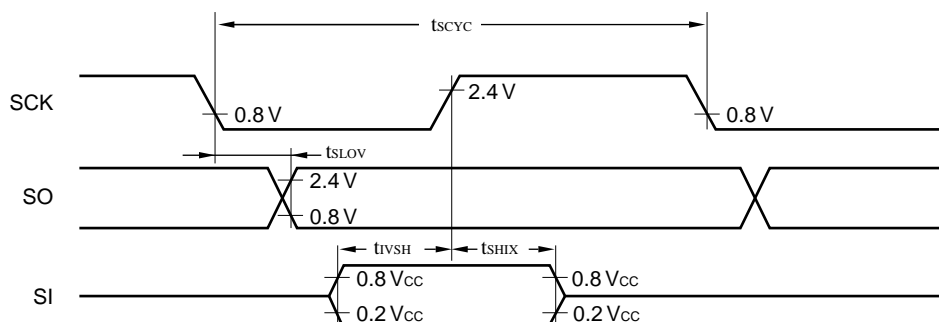 tSCYC
SCK
0.8 V
2.4 V
0.8 V
tSLOV
SO
2.4 V
0.8 V
tIVSH
tSHIX
SI
0.8 VCC
0.8 VCC
0.2 VCC
0.2 VCC